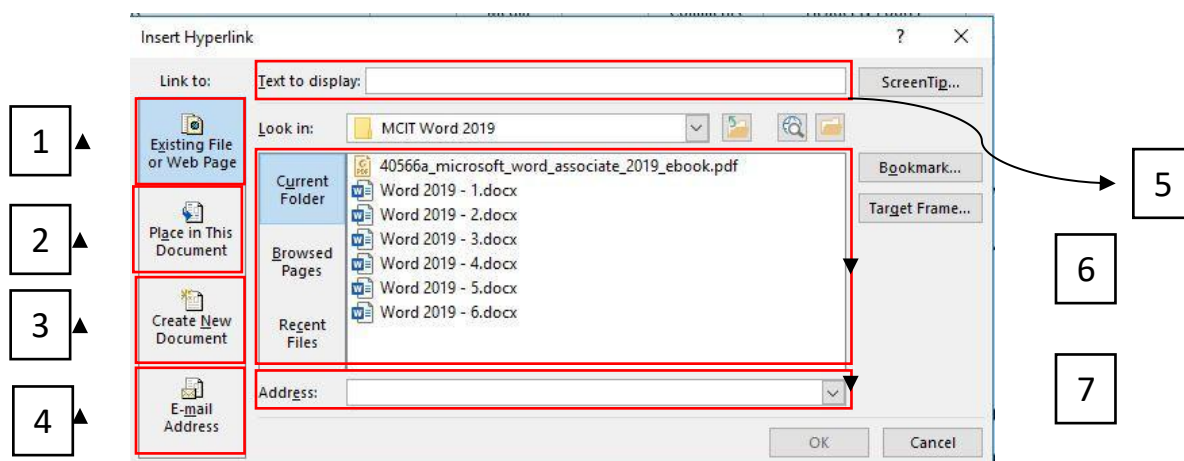 Insert Hyperlink
? X
Link to:
Text to display:
ScreenTip...
1
Existing File
or Web Page
Look in:
MCIT Word 2019
Current
Folder
40566a_microsoft_word_associate_2019_ebook.pdf
Word 2019 - 1.docx
Word 2019 - 2.docx
Word 2019 - 3.docx
Word 2019 - 4.docx
Word 2019 - 5.docx
Word 2019 - 6.docx
Bookmark...
5
Target Frame...
2
Place in This
Document
Browsed
Pages
6
3
Create New
Document
Recent
Files
4
E-mail
Address
Address:
7
OK
Cancel